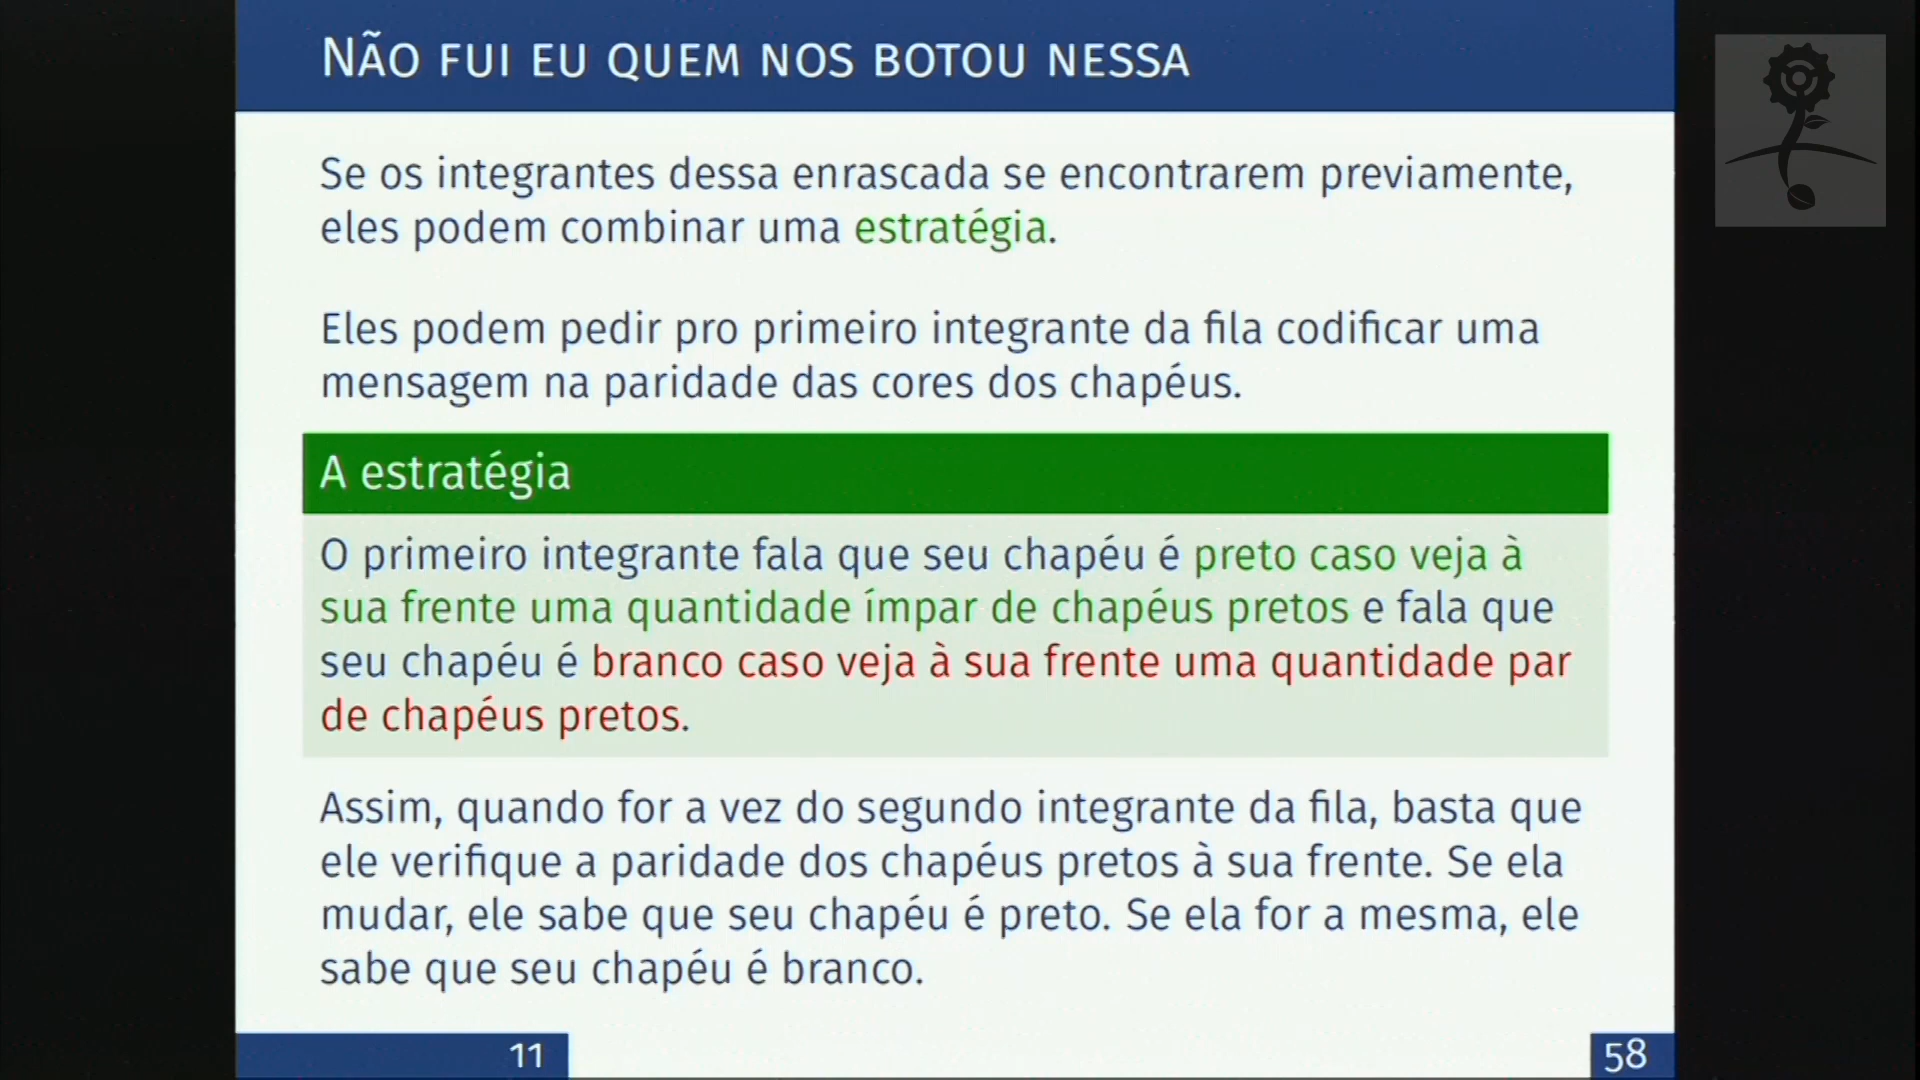 Não fui eu quem nos botou nessa
Se os integrantes dessa enrascada se encontrarem previamente,
eles podem combinar uma estratégia.
Eles podem pedir pro primeiro integrante da fila codificar uma
mensagem na paridade das cores dos chapéus.
A estratégia
O primeiro integrante fala que seu chapéu é preto caso veja à
sua frente uma quantidade ímpar de chapéus pretos e fala que
seu chapéu é branco caso veja à sua frente uma quantidade par
de chapéus pretos.
Assim, quando for a vez do segundo integrante da fila, basta que
ele verifique a paridade dos chapéus pretos à sua frente. Se ela
mudar, ele sabe que seu chapéu é preto. Se ela for a mesma, ele
sabe que seu chapéu é branco.
11
58